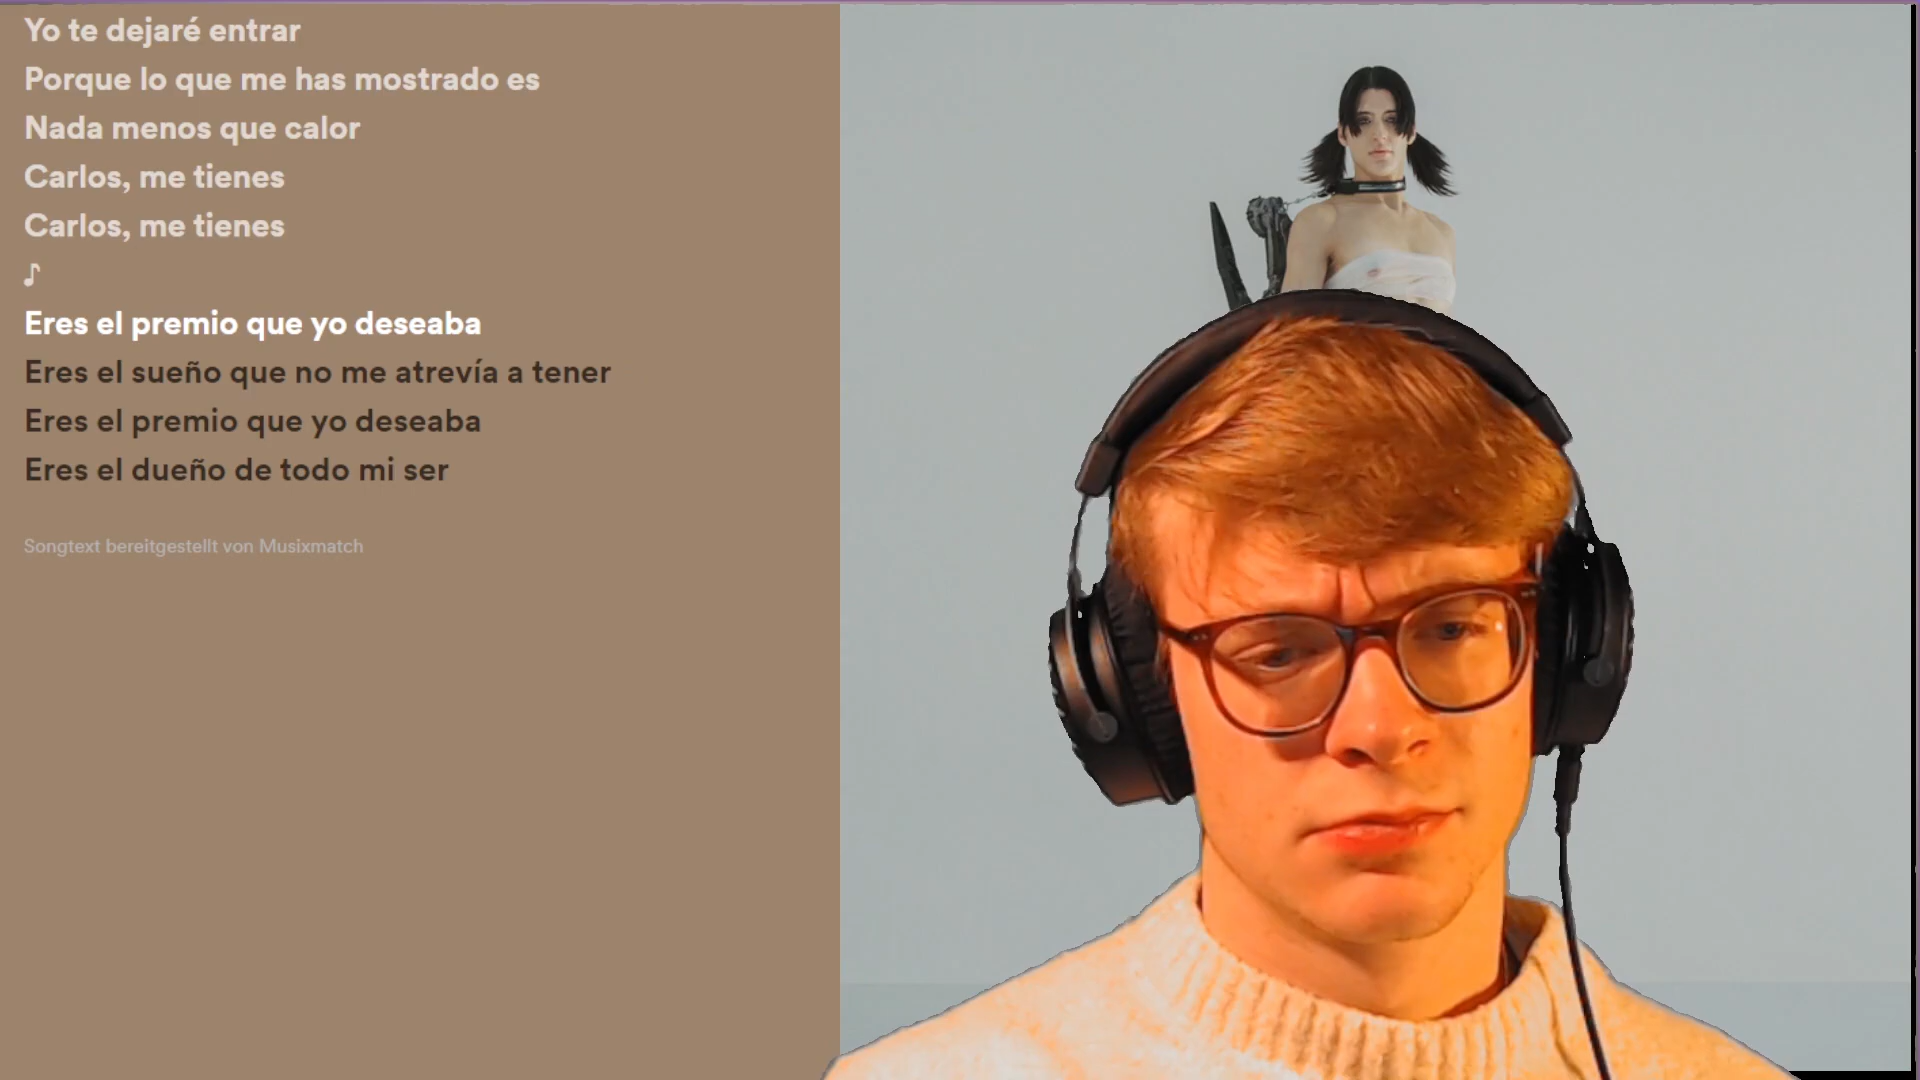 Yo te dejaré entrar
Porque lo que me has mostrado es
Nada menos que calor
Carlos, me tienes
Carlos, me tienes
♪
Eres el premio que yo deseaba
Eres el sueño que no me atrevía a tener
Eres el premio que yo deseaba
Eres el dueño de todo mi ser
Songtext bereitgestellt von Musixmatch